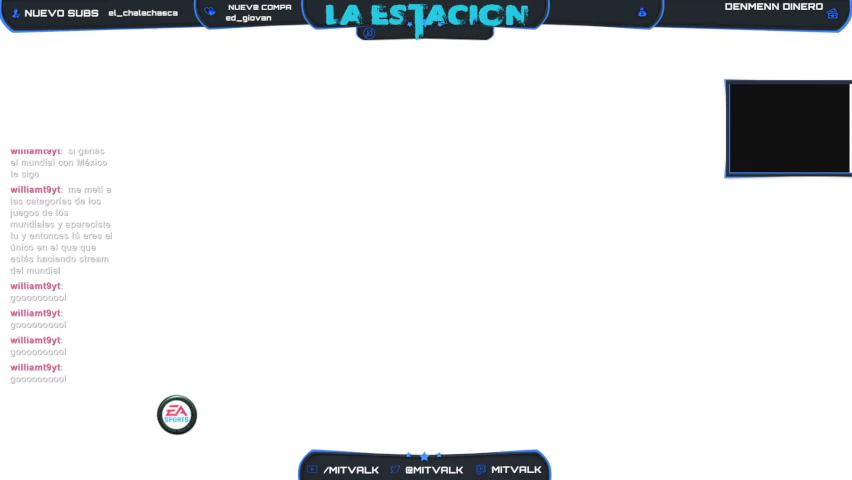 NUEVO SUBS el_chalachasca
NUEVO COMPA
ed_giovan
LA ESTACION
DENMENN DINERO
williamt9yt: si ganas
el mundial con México
te sigo
williamt9yt: me metí a
las categorías de los
juegos de los
mundiales y apareciste
tu y entonces tú eres el
único en el que que
estás haciendo stream
del mundial
williamt9yt:
goooooooool
williamt9yt:
goooooooool
williamt9yt:
goooooooool
williamt9yt:
goooooooool
EA
SPORTS
/MITVALK @MITVALK MITVALK